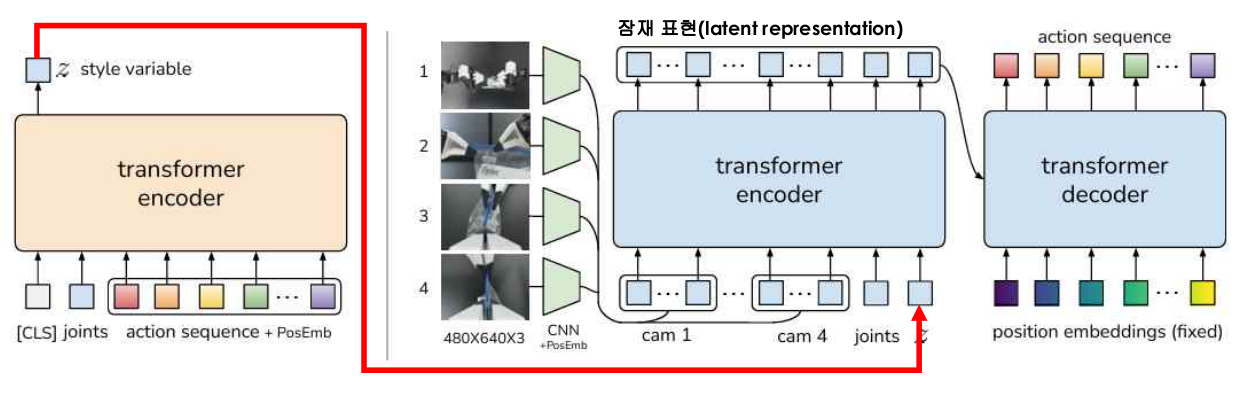 z style variable
transformer
encoder
[CLS] joints action sequence + PosEmb
1
2
3
4
480X640X3
CNN
+PosEmb
잠재 표현(latent representation)
... ... ...
transformer
encoder
... ...
cam 1 cam 4 joints z
action sequence
...
transformer
decoder
...
position embeddings (fixed)